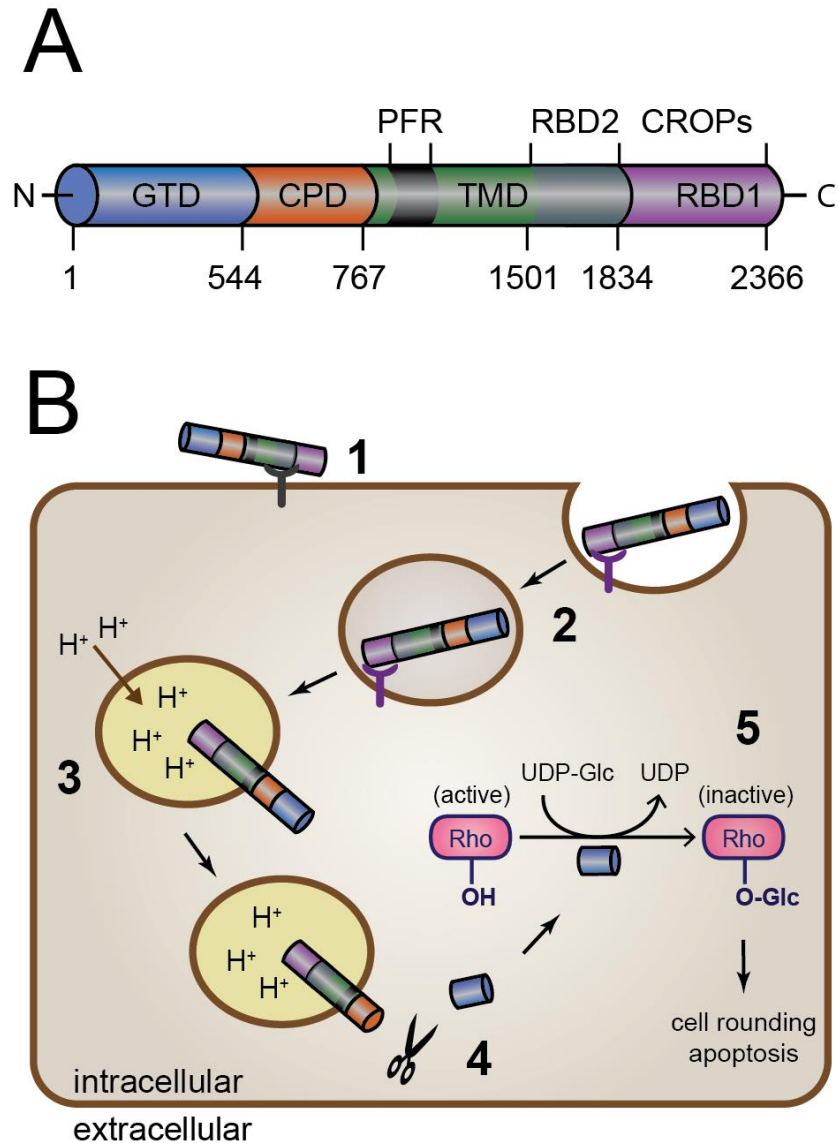 A
PFR RBD2 CROPs
N GTD CPD TMD RBD1 C
1 544 767 1501 1834 2366
B
1
2
H⁺ H⁺
H⁺
H⁺
H⁺
3
5
UDP-Glc UDP
(active) (inactive)
Rho Rho
OH O-Glc
H⁺
H⁺
H⁺
4
cell rounding
apoptosis
intracellular
extracellular